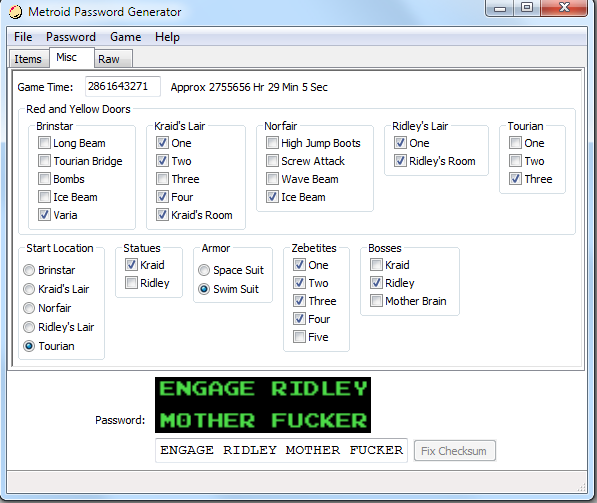 Metroid Password Generator
File Password Game Help
Items Misc Raw
Game Time: 2861643271 Approx 2755656 Hr 29 Min 5 Sec
Red and Yellow Doors
Brinstar
Long Beam
Tourian Bridge
Bombs
Ice Beam
Varia
Kraid's Lair
One
Two
Three
Four
Kraid's Room
Norfair
High Jump Boots
Screw Attack
Wave Beam
Ice Beam
Ridley's Lair
One
Ridley's Room
Tourian
One
Two
Three
Start Location
Brinstar
Kraid's Lair
Norfair
Ridley's Lair
Tourian
Statues
Kraid
Ridley
Armor
Space Suit
Swim Suit
Zebetites
One
Two
Three
Four
Five
Bosses
Kraid
Ridley
Mother Brain
Password:
ENGAGE RIDLEY
MOTHER FUCKER
ENGAGE RIDLEY MOTHER FUCKER
Fix Checksum